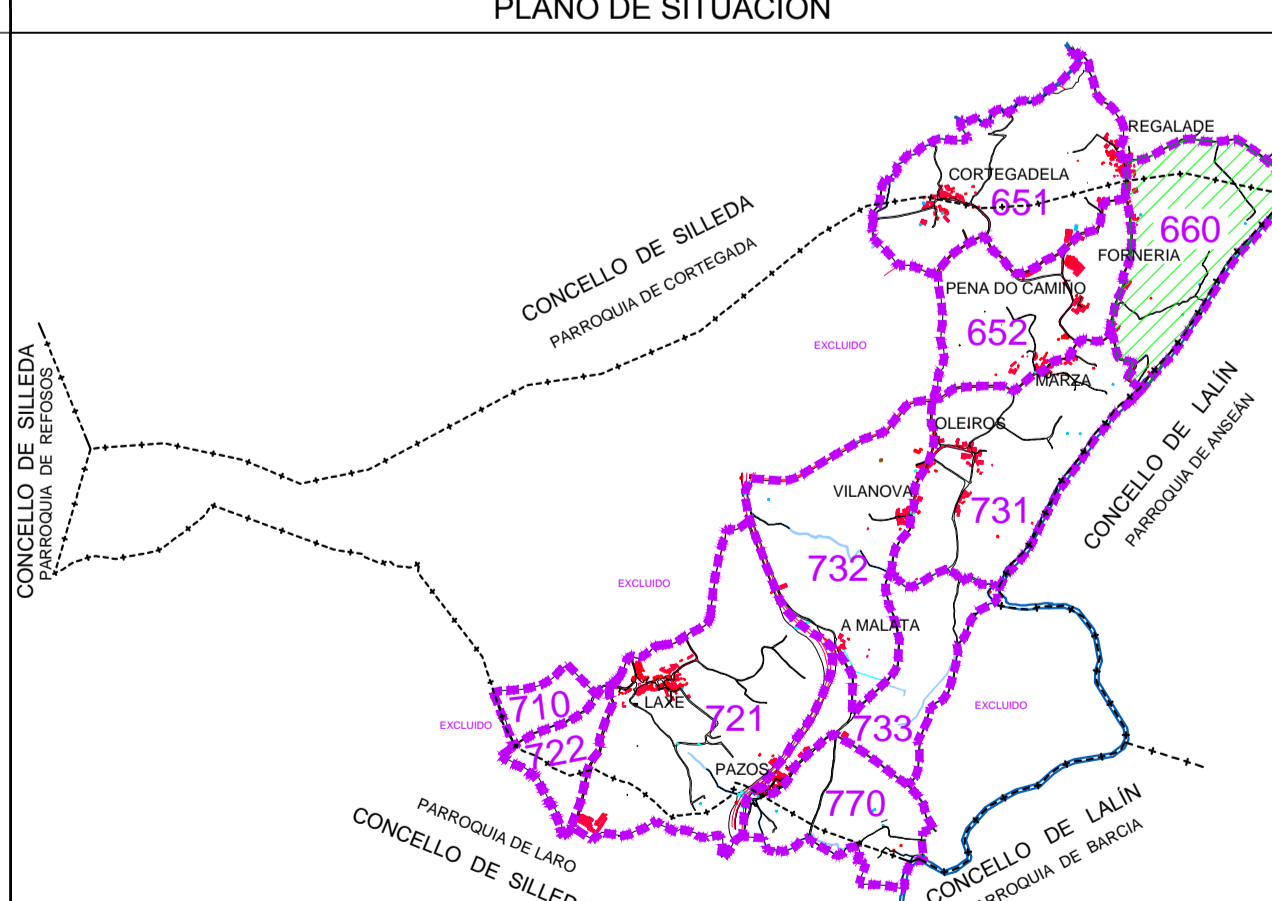 PLANO DE SITUACIÓN
REGALADE
CORTEGADELA
651
660
CONCELLO DE SILLEDA
PARROQUIA DE CORTEGADA
FORNERIA
PENA DO CAMIÑO
652
EXCLUIDO
MARZA
CONCELLO DE SILLEDA
PARROQUIA DE REFOSOS
CONCELLO DE LALÍN
PARROQUIA DE ANSEÁN
OLEIROS
VILANOVA
731
732
EXCLUIDO
A MALATA
LAXE
710
EXCLUIDO
721
733
EXCLUIDO
722
PAZOS
770
PARROQUIA DE LARO
CONCELLO DE SILLED
CONCELLO DE LALÍN
ARROQUIA DE BARCIA